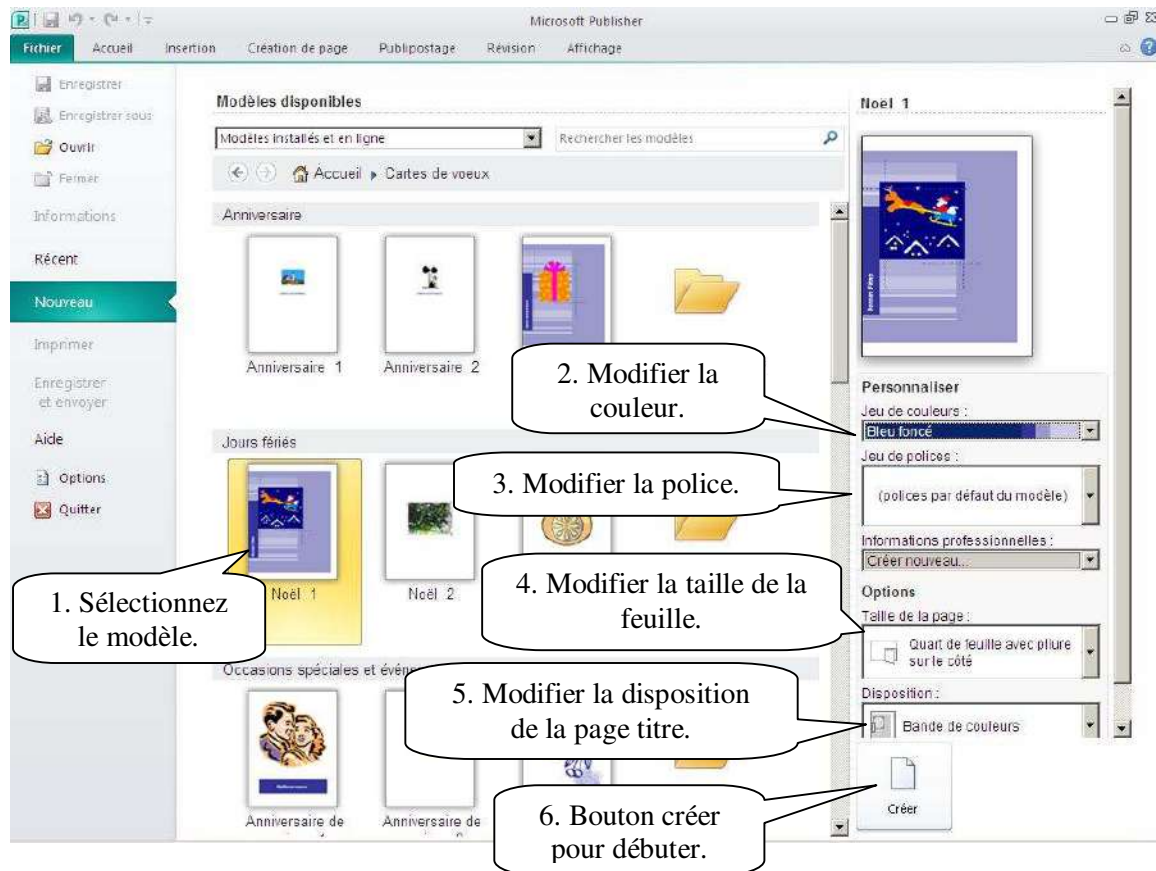 Microsoft Publisher
Fichier Accueil Insertion Création de page Publipostage Révision Affichage
Enregistrer
Enregistrer sous
Ouvrir
Fermer
Informations
Récent
Nouveau
Imprimer
Enregistrer
et envoyer
Aide
Options
Quitter
Modèles disponibles
Modèles installés et en ligne Rechercher les modèles
Accueil Cartes de voeux
Anniversaire
Anniversaire 1 Anniversaire 2
Jours fériés
Noël 1 Noël 2
Occasions spéciales et
Anniversaire de Anniversaire de
1. Sélectionnez
le modèle.
2. Modifier la
couleur.
3. Modifier la police.
4. Modifier la taille de la
feuille.
5. Modifier la disposition
de la page titre.
6. Bouton créer
pour débuter.
Noël 1
Personnaliser
Jeu de couleurs :
Bleu foncé
Jeu de polices :
(polices par défaut du modèle)
Informations professionnelles :
Créer nouveau...
Options
Taille de la page :
Quart de feuille avec pliure
sur le côté
Disposition :
Bande de couleurs
Créer